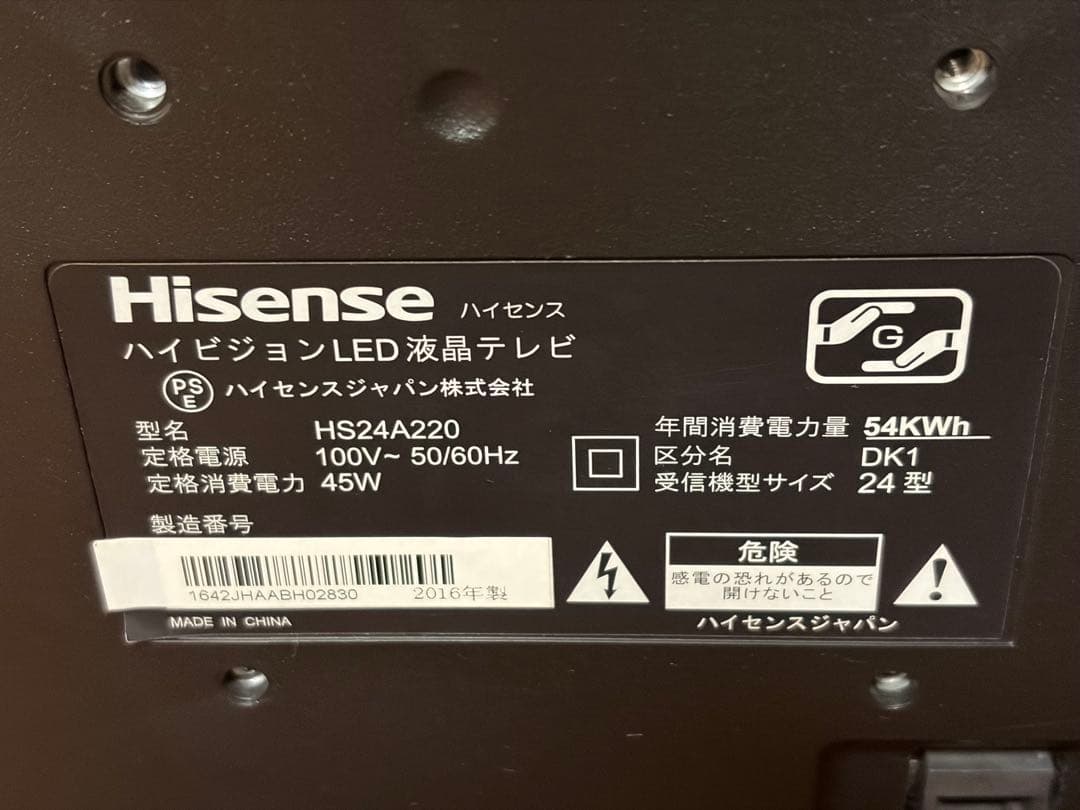 Hisense ハイセンス
ハイビジョンLED液晶テレビ
PSE ハイセンスジャパン株式会社
G
型名 HS24A220
定格電源 100V~ 50/60Hz
定格消費電力 45W
年間消費電力量 54KWh
区分名 DK1
受信機型サイズ 24型
製造番号
1642JHAABH02830 2016年製
MADE IN CHINA
危険
感電の恐れがあるので
開けないこと
ハイセンスジャパン